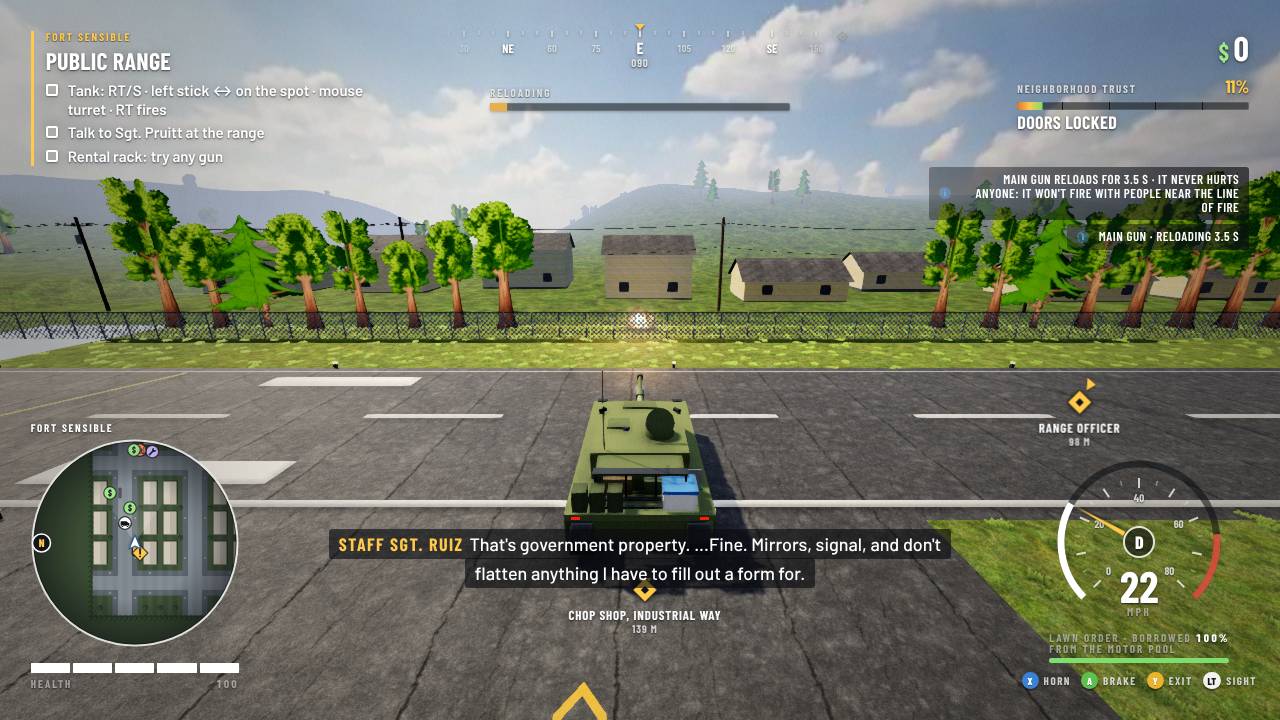 FORT SENSIBLE
PUBLIC RANGE
Tank: RT/S · left stick ↔ on the spot · mouse
turret · RT fires
Talk to Sgt. Pruitt at the range
Rental rack: try any gun
30 NE 60 75 E 105 120 SE 150
090
RELOADING
$ 0
NEIGHBORHOOD TRUST 11%
DOORS LOCKED
MAIN GUN RELOADS FOR 3.5 S · IT NEVER HURTS
ANYONE: IT WON'T FIRE WITH PEOPLE NEAR THE LINE
OF FIRE
MAIN GUN · RELOADING 3.5 S
RANGE OFFICER
98 M
FORT SENSIBLE
N
STAFF SGT. RUIZ That's government property. ...Fine. Mirrors, signal, and don't
flatten anything I have to fill out a form for.
CHOP SHOP, INDUSTRIAL WAY
139 M
0 20 40 60 80
D
22
MPH
LAWN ORDER · BORROWED 100%
FROM THE MOTOR POOL
HEALTH 100
X HORN A BRAKE Y EXIT LT SIGHT